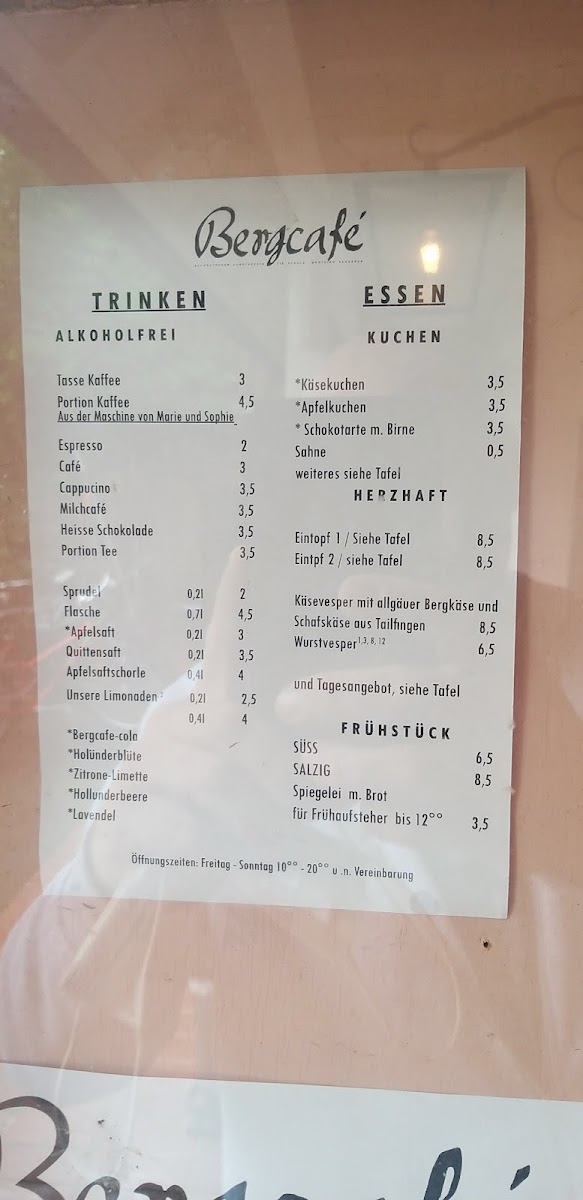 Bergcafé
TRINKEN
ALKOHOLFREI
Tasse Kaffee 3
Portion Kaffee 4,5
Aus der Maschine von Marie und Sophie
Espresso 2
Café 3
Cappucino 3,5
Milchcafé 3,5
Heisse Schokolade 3,5
Portion Tee 3,5
Sprudel 0,2l 2
Flasche 0,7l 4,5
*Apfelsaft 0,2l 3
Quittensaft 0,2l 3,5
Apfelsaftschorle 0,4l 4
Unsere Limonaden 0,2l 2,5
0,4l 4
*Bergcafe-cola
*Holünderblüte
*Zitrone-Limette
*Hollunderbeere
*Lavendel
ESSEN
KUCHEN
*Käsekuchen 3,5
*Apfelkuchen 3,5
* Schokotarte m. Birne 3,5
Sahne 0,5
weiteres siehe Tafel
HERZHAFT
Eintopf 1 / Siehe Tafel 8,5
Eintpf 2 / siehe Tafel 8,5
Käsevesper mit allgäuer Bergkäse und
Schafskäse aus Tailfingen 8,5
Wurstvesper1,3, 8, 12 6,5
und Tagesangebot, siehe Tafel
FRÜHSTÜCK
SÜSS 6,5
SALZIG 8,5
Spiegelei m. Brot
für Frühaufsteher bis 12°° 3,5
Öffnungszeiten: Freitag - Sonntag 10°° - 20°° u .n. Vereinbarung